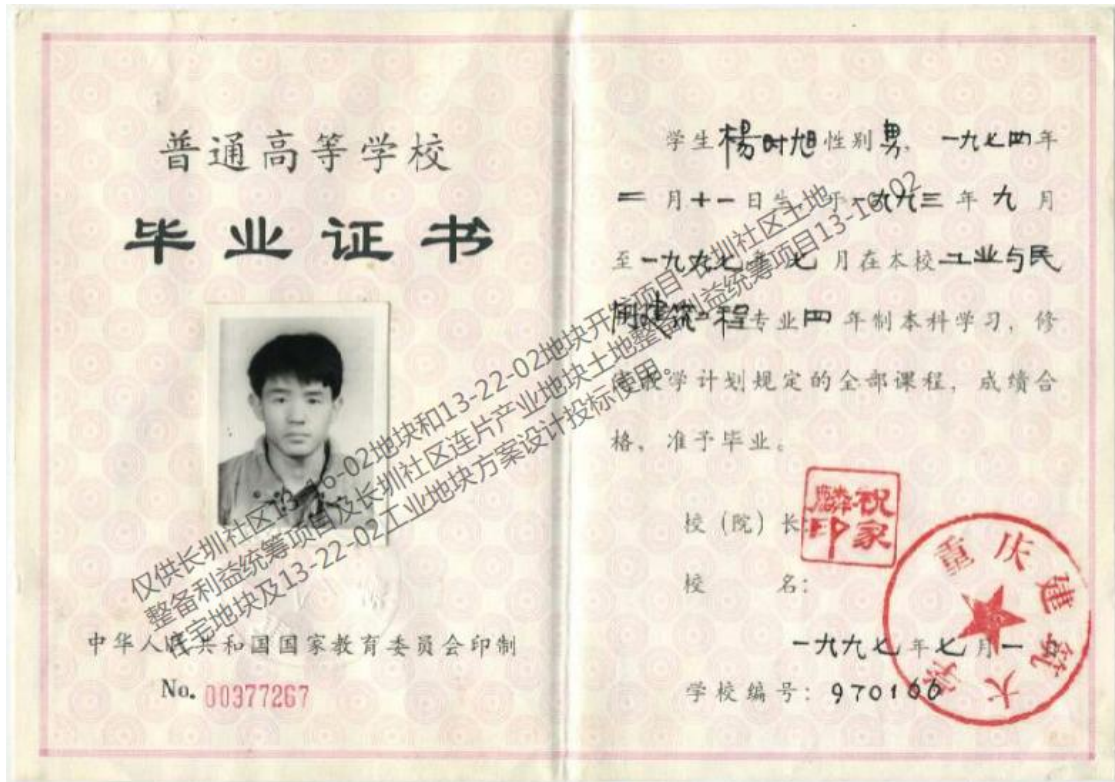 普通高等学校
毕业证书
中华人民共和国国家教育委员会印制
No. 00377267
学生杨时旭性别男，一九七四年
二月十一日生，于一九九三年九月
至一九九七年七月在本校工业与民
用建筑工程专业四年制本科学习，修
完教学计划规定的全部课程，成绩合
格，准予毕业。
校（院）长：
祝家麟印
校 名：
重庆建筑大学
一九九七年七月一日
学校编号：970106
仅供长圳社区13-16-02地块和13-22-02地块开发项目 长圳社区土地
整备利益统筹项目及长圳社区连片产业地块土地整备利益统筹项目13-16-02
住宅地块及13-22-02工业地块方案设计投标使用。